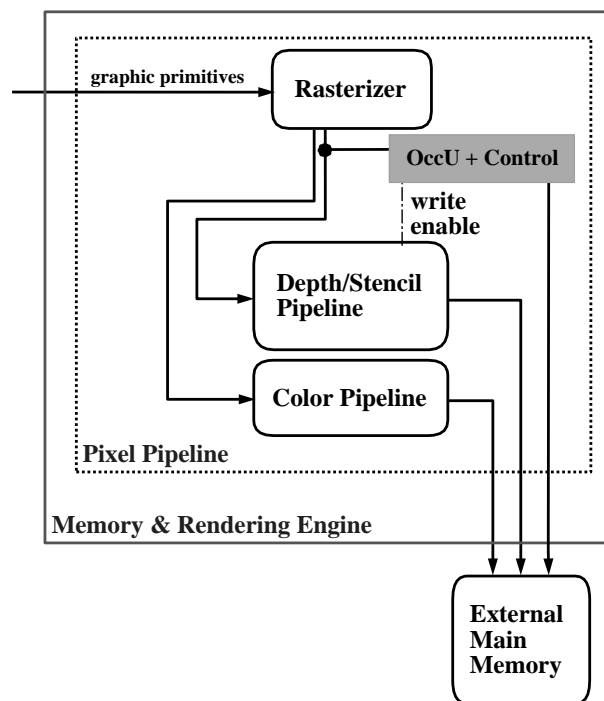 graphic primitives
Rasterizer
OccU + Control
write
enable
Depth/Stencil
Pipeline
Color Pipeline
Pixel Pipeline
Memory & Rendering Engine
External
Main
Memory